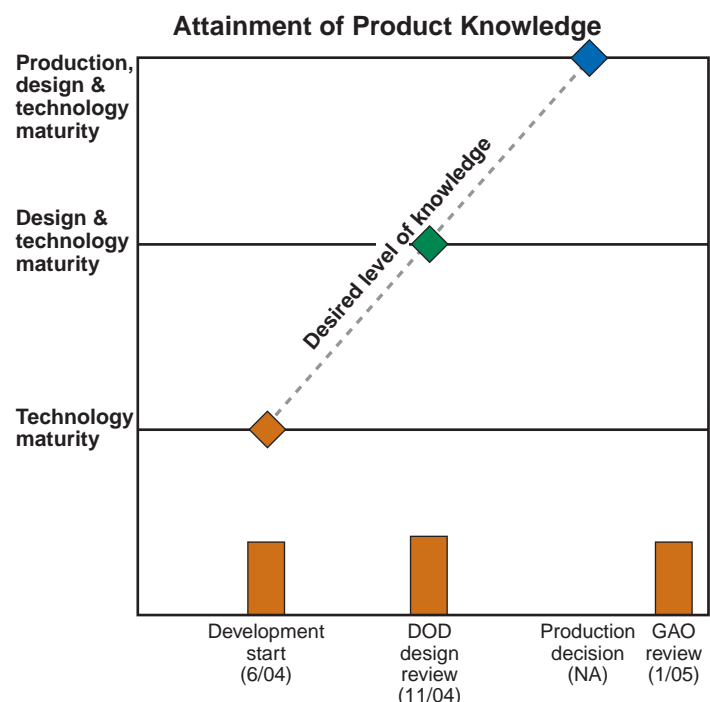 Attainment of Product Knowledge
Production,
design &
technology
maturity
Design &
technology
maturity
Technology
maturity
Desired level of knowledge
Development
start
(6/04)
DOD
design
review
(11/04)
Production
decision
(NA)
GAO
review
(1/05)